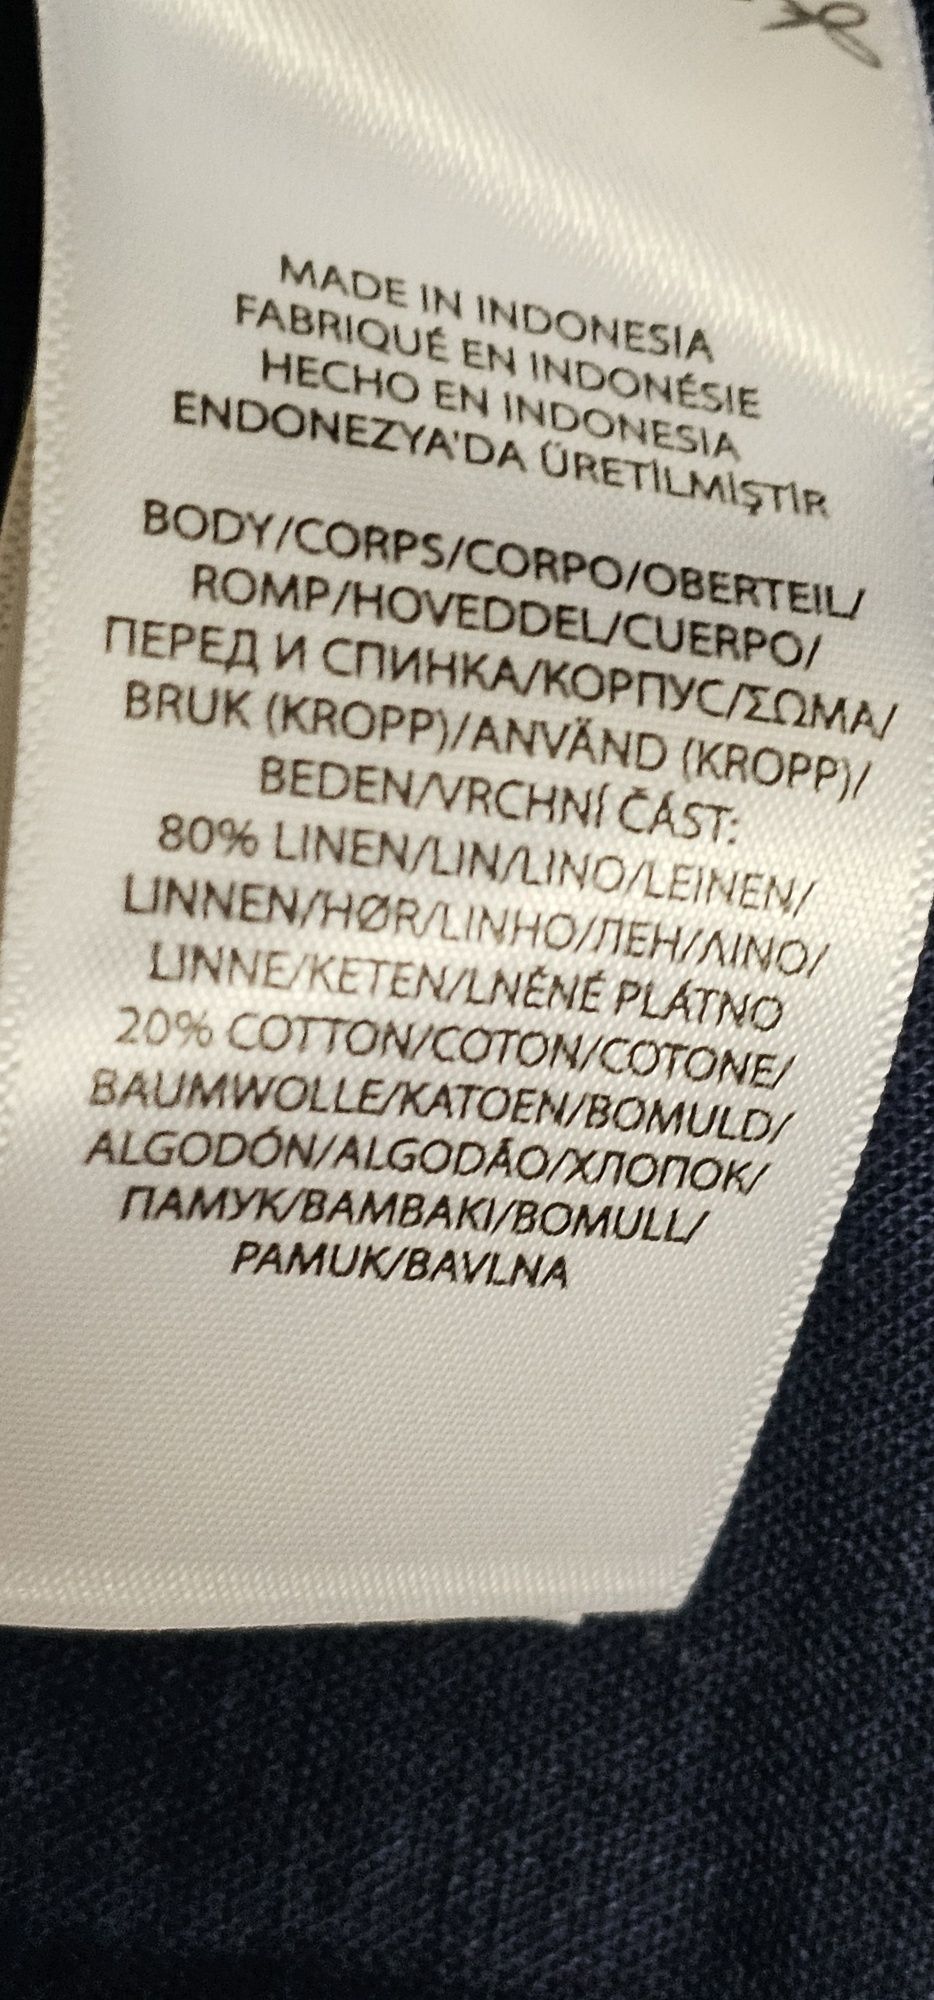 MADE IN INDONESIA
FABRIQUÉ EN INDONÉSIE
HECHO EN INDONESIA
ENDONEZYA'DA ÜRETİLMİŞTİR
BODY/CORPS/CORPO/OBERTEIL/
ROMP/HOVEDDEL/CUERPO/
ПЕРЕД И СПИНКА/КОРПУС/ΣΩΜΑ/
BRUK (KROPP)/ANVÄND (KROPP)/
BEDEN/VRCHNÍ ČÁST:
80% LINEN/LIN/LINO/LEINEN/
LINNEN/HØR/LINHO/ЛЕН/ΛΙΝΟ/
LINNE/KETEN/LNĚNÉ PLÁTNO
20% COTTON/COTON/COTONE/
BAUMWOLLE/KATOEN/BOMULD/
ALGODÓN/ALGODÃO/ХЛОПОК/
ПАМУК/ΒΑΜΒΑΚΙ/BOMULL/
PAMUK/BAVLNA